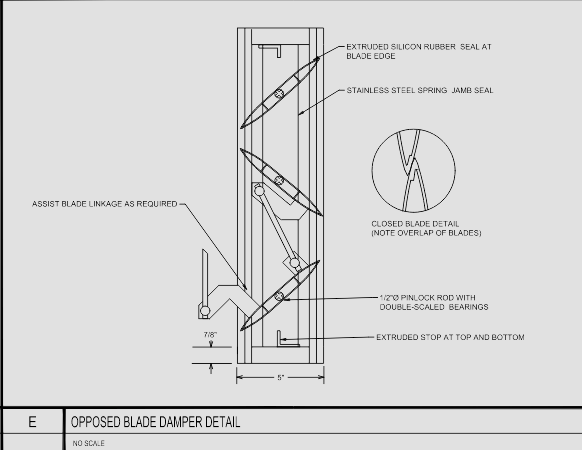 EXTRUDED SILICON RUBBER SEAL AT
BLADE EDGE
STAINLESS STEEL SPRING JAMB SEAL
ASSIST BLADE LINKAGE AS REQUIRED
CLOSED BLADE DETAIL
(NOTE OVERLAP OF BLADES)
1/2"Ø PINLOCK ROD WITH
DOUBLE-SCALED BEARINGS
7/8"
EXTRUDED STOP AT TOP AND BOTTOM
5"
E OPPOSED BLADE DAMPER DETAIL
NO SCALE